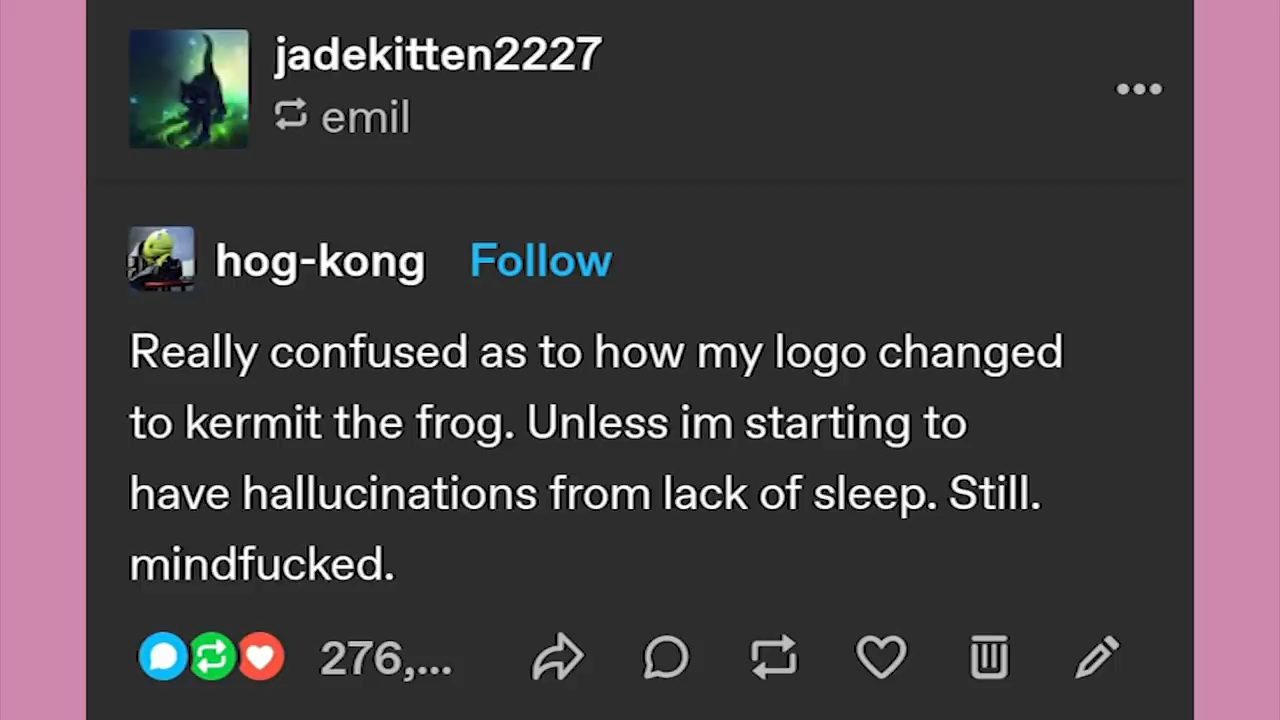 jadekitten2227
emil
hog-kong Follow
Really confused as to how my logo changed
to kermit the frog. Unless im starting to
have hallucinations from lack of sleep. Still.
mindfucked.
276,...